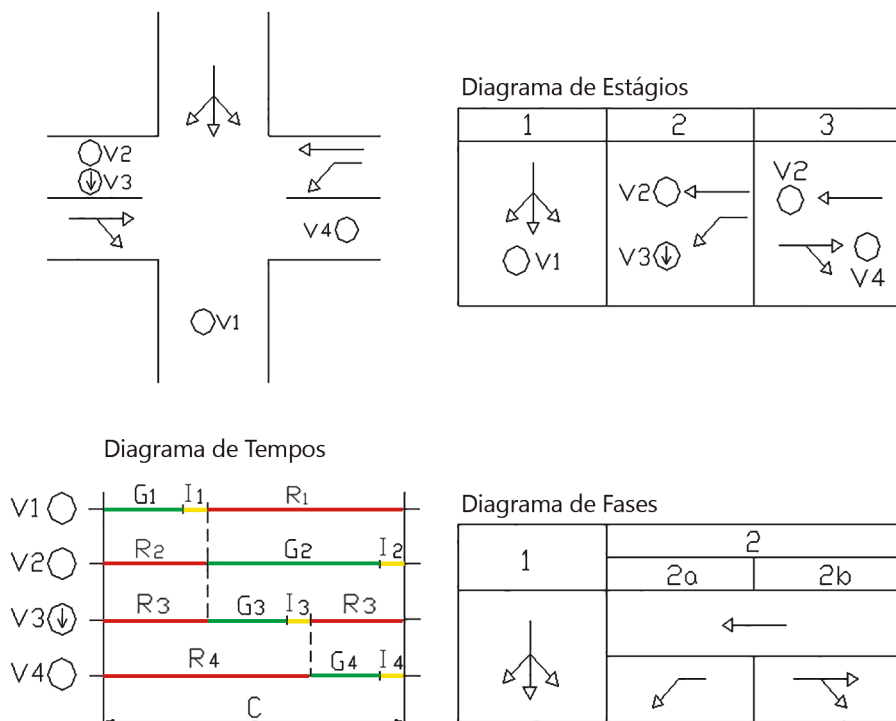 V2
V3
V4
V1
Diagrama de Estágios
1 2 3
V1
V2
V3
V2
V4
Diagrama de Tempos
V1 G1 I1 R1
V2 R2 G2 I2
V3 R3 G3 I3 R3
V4 R4 G4 I4
C
Diagrama de Fases
1 2
2a 2b